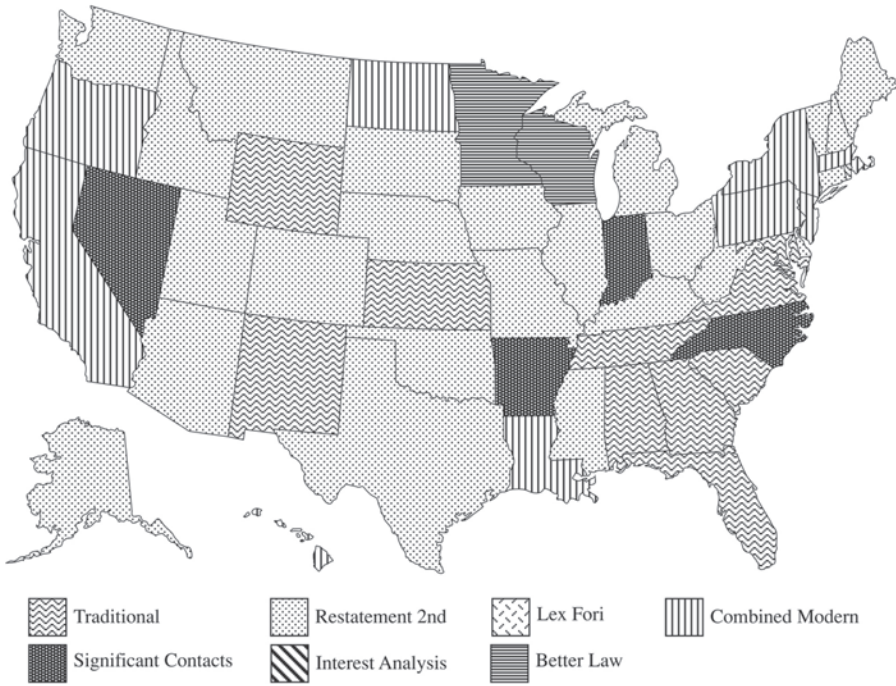 Traditional
Restatement 2nd
Lex Fori
Combined Modern
Significant Contacts
Interest Analysis
Better Law